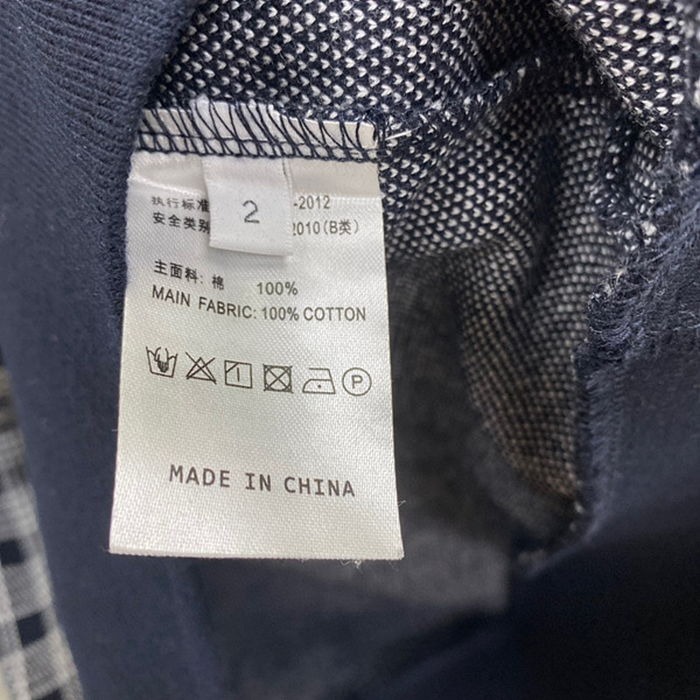 执行标准 -2012
2
安全类别 2010(B类)
主面料: 棉 100%
MAIN FABRIC: 100% COTTON
P
MADE IN CHINA